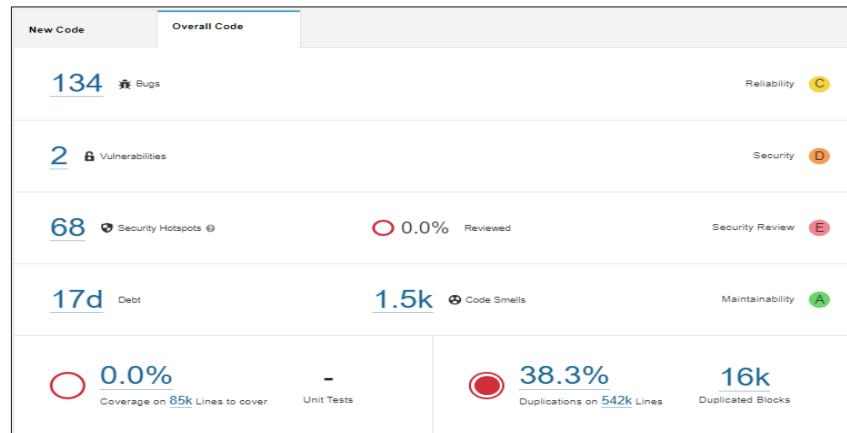 New Code Overall Code
134 Bugs Reliability C
2 Vulnerabilities Security D
68 Security Hotspots ? 0.0% Reviewed Security Review E
17d Debt 1.5k Code Smells Maintainability A
0.0% - 38.3% 16k
Coverage on 85k Lines to cover Unit Tests Duplications on 542k Lines Duplicated Blocks